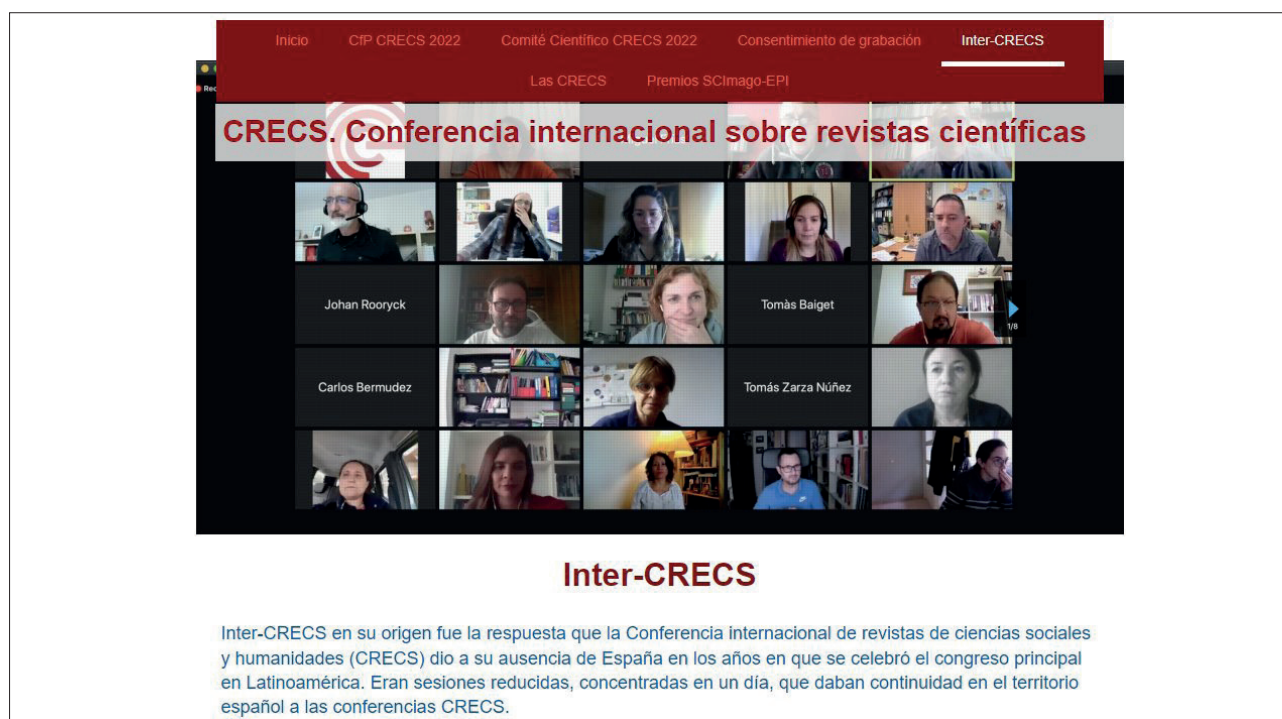 Inicio CfP CRECS 2022 Comité Científico CRECS 2022 Consentimiento de grabación Inter-CRECS
Las CRECS Premios SCImago-EPI
Rec
CRECS. Conferencia internacional sobre revistas científicas
Johan Rooryck
Tomàs Baiget
1/8
Carlos Bermudez
Tomás Zarza Núñez
Inter-CRECS
Inter-CRECS en su origen fue la respuesta que la Conferencia internacional de revistas de ciencias sociales
y humanidades (CRECS) dio a su ausencia de España en los años en que se celebró el congreso principal
en Latinoamérica. Eran sesiones reducidas, concentradas en un día, que daban continuidad en el territorio
español a las conferencias CRECS.